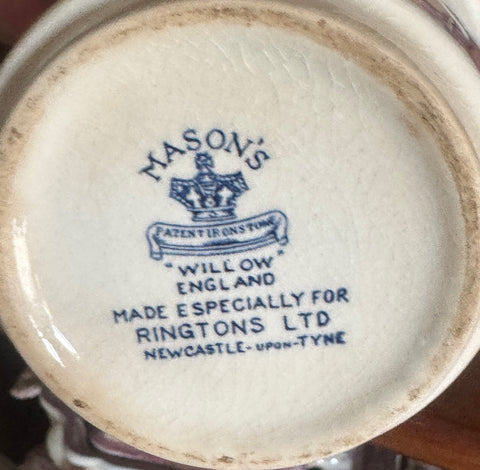 MASON'S
PATENT IRONSTONE
"WILLOW"
ENGLAND
MADE ESPECIALLY FOR
RINGTONS LTD
NEWCASTLE-UPON-TYNE